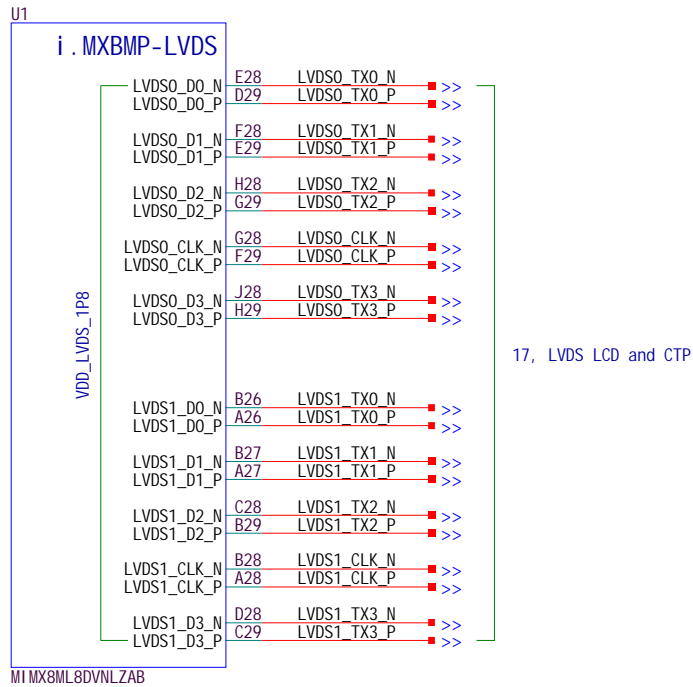 U1
i.MXBMP-LVDS
LVDS0_D0_N E28 LVDS0_TX0_N >>
LVDS0_D0_P D29 LVDS0_TX0_P >>
LVDS0_D1_N F28 LVDS0_TX1_N >>
LVDS0_D1_P E29 LVDS0_TX1_P >>
LVDS0_D2_N H28 LVDS0_TX2_N >>
LVDS0_D2_P G29 LVDS0_TX2_P >>
LVDS0_CLK_N G28 LVDS0_CLK_N >>
LVDS0_CLK_P F29 LVDS0_CLK_P >>
LVDS0_D3_N J28 LVDS0_TX3_N >>
LVDS0_D3_P H29 LVDS0_TX3_P >>
VDD_LVDS_1P8
17, LVDS LCD and CTP
LVDS1_D0_N B26 LVDS1_TX0_N >>
LVDS1_D0_P A26 LVDS1_TX0_P >>
LVDS1_D1_N B27 LVDS1_TX1_N >>
LVDS1_D1_P A27 LVDS1_TX1_P >>
LVDS1_D2_N C28 LVDS1_TX2_N >>
LVDS1_D2_P B29 LVDS1_TX2_P >>
LVDS1_CLK_N B28 LVDS1_CLK_N >>
LVDS1_CLK_P A28 LVDS1_CLK_P >>
LVDS1_D3_N D28 LVDS1_TX3_N >>
LVDS1_D3_P C29 LVDS1_TX3_P >>
MIMX8ML8DVNLZAB